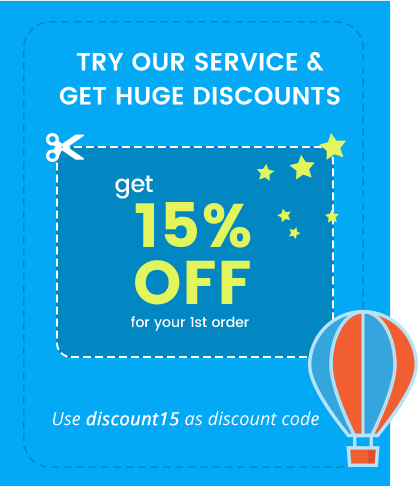 TRY OUR SERVICE &
GET HUGE DISCOUNTS
get
15%
OFF
for your 1st order
Use discount15 as discount code